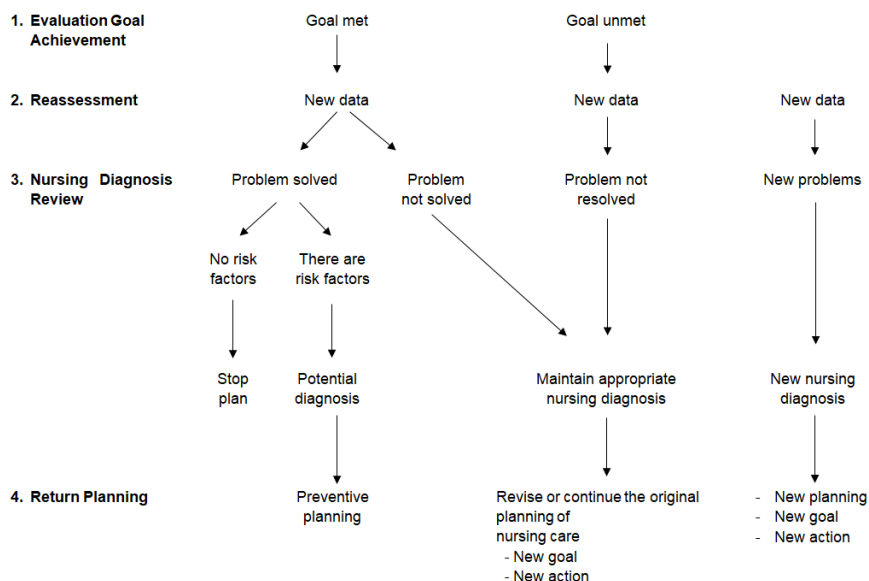 1. Evaluation Goal
Achievement
Goal met
Goal unmet
2. Reassessment
New data
New data
New data
3. Nursing Diagnosis
Review
Problem solved
Problem
not solved
Problem not
resolved
New problems
No risk
factors
There are
risk factors
Stop
plan
Potential
diagnosis
Maintain appropriate
nursing diagnosis
New nursing
diagnosis
4. Return Planning
Preventive
planning
Revise or continue the original
planning of
nursing care
- New goal
- New action
- New planning
- New goal
- New action